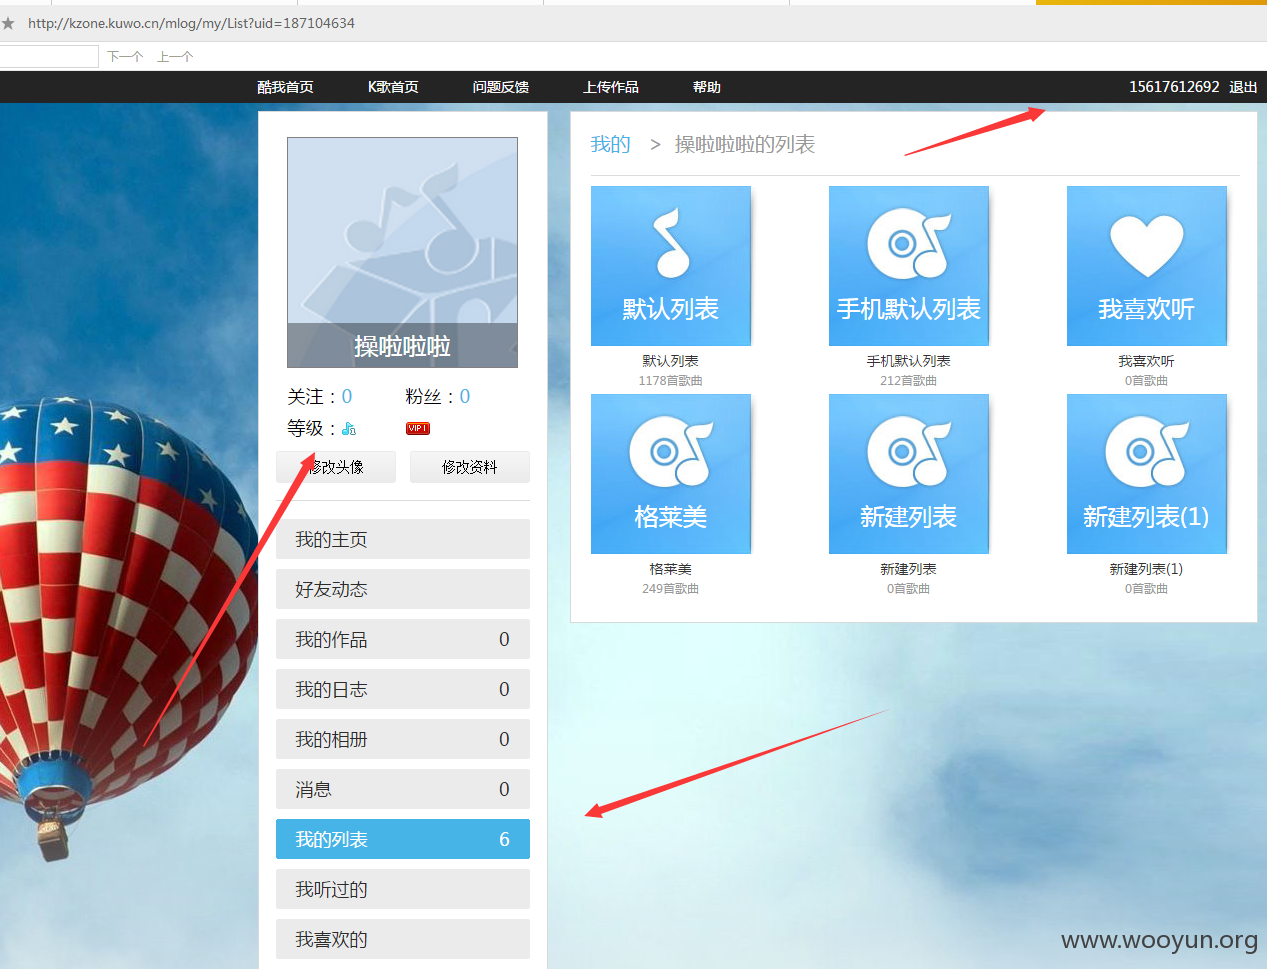 http://kzone.kuwo.cn/mlog/my/List?uid=187104634
下一个 上一个
酷我首页 K歌首页 问题反馈 上传作品 帮助 15617612692 退出
我的 > 操啦啦啦的列表
操啦啦啦
关注：0 粉丝：0
等级： VIP1
修改头像 修改资料
我的主页
好友动态
我的作品 0
我的日志 0
我的相册 0
消息 0
我的列表 6
我听过的
我喜欢的
默认列表 手机默认列表 我喜欢听
默认列表 手机默认列表 我喜欢听
1178首歌曲 212首歌曲 0首歌曲
格莱美 新建列表 新建列表(1)
格莱美 新建列表 新建列表(1)
249首歌曲 0首歌曲 0首歌曲
www.wooyun.org